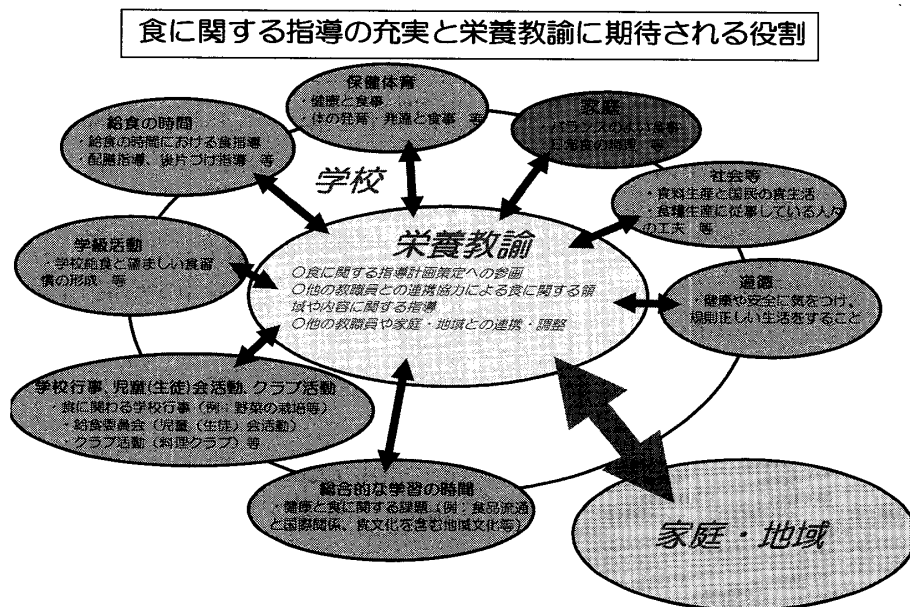 食に関する指導の充実と栄養教諭に期待される役割
保健体育
・健康と食事
・体の発育・発達と食事 等
家庭
・バランスのよい食事
日常食の調理 等
給食の時間
・給食の時間における食指導
・配膳指導、後片づけ指導 等
学校
社会等
・食料生産と国民の食生活
・食糧生産に従事している人々
の工夫 等
学級活動
・学校給食と望ましい食習
慣の形成 等
栄養教諭
〇食に関する指導計画策定への参画
〇他の教職員との連携協力による食に関する領
域や内容に関する指導
〇他の教職員や家庭・地域との連携・調整
道徳
・健康や安全に気をつけ、
規則正しい生活をすること
学校行事、児童(生徒)会活動、クラブ活動
・食に関わる学校行事（例：野菜の栽培等）
・給食委員会（児童（生徒）会活動）
・クラブ活動（料理クラブ）等
総合的な学習の時間
・健康と食に関する課題（例：食品流通
と国際関係、食文化を含む地域文化等）
家庭・地域